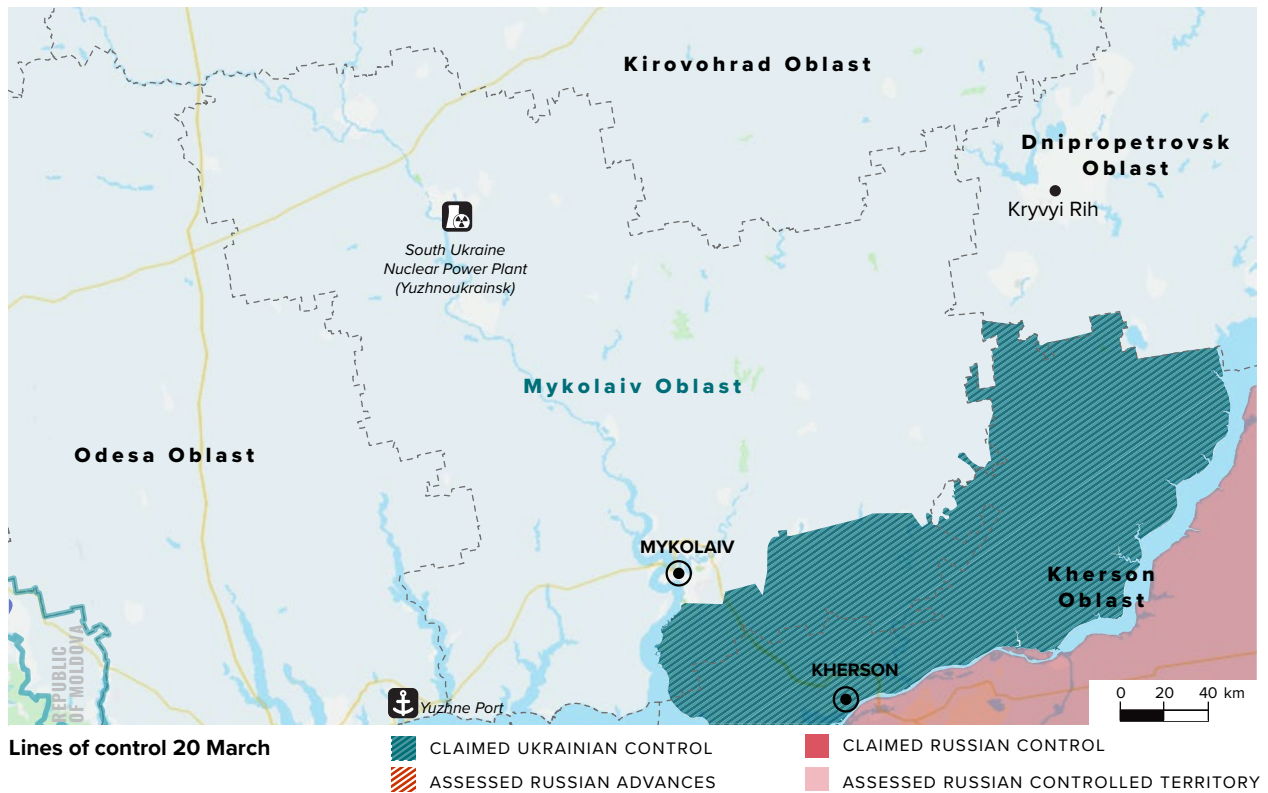 Kirovohrad Oblast
Dnipropetrovsk
Oblast
Kryvyi Rih
South Ukraine
Nuclear Power Plant
(Yuzhnoukrainsk)
Mykolaiv Oblast
Odesa Oblast
MYKOLAIV
Kherson
Oblast
REPUBLIC
OF MOLDOVA
KHERSON
Yuzhne Port
0 20 40 km
Lines of control 20 March
CLAIMED UKRAINIAN CONTROL
ASSESSED RUSSIAN ADVANCES
CLAIMED RUSSIAN CONTROL
ASSESSED RUSSIAN CONTROLLED TERRITORY